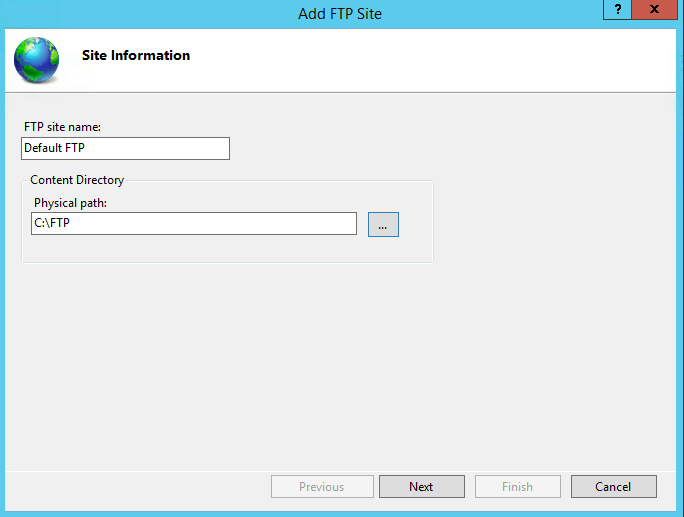 Add FTP Site
?
X
Site Information
FTP site name:
Default FTP
Content Directory
Physical path:
C:\FTP
...
Previous
Next
Finish
Cancel